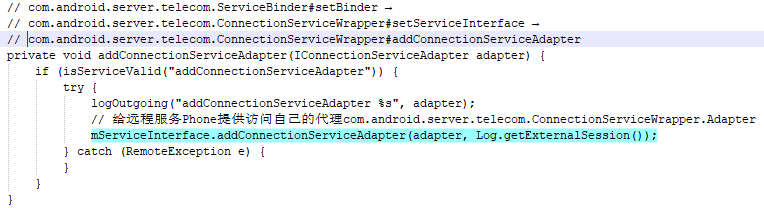 // com.android.server.telecom.ServiceBinder#setBinder →
// com.android.server.telecom.ConnectionServiceWrapper#setServiceInterface →
// com.android.server.telecom.ConnectionServiceWrapper#addConnectionServiceAdapter
private void addConnectionServiceAdapter(IConnectionServiceAdapter adapter) {
    if (isServiceValid("addConnectionServiceAdapter")) {
        try {
            logOutgoing("addConnectionServiceAdapter %s", adapter);
            // 给远程服务Phone提供访问自己的代理com.android.server.telecom.ConnectionServiceWrapper.Adapter
            mServiceInterface.addConnectionServiceAdapter(adapter, Log.getExternalSession());
        } catch (RemoteException e) {
        }
    }
}